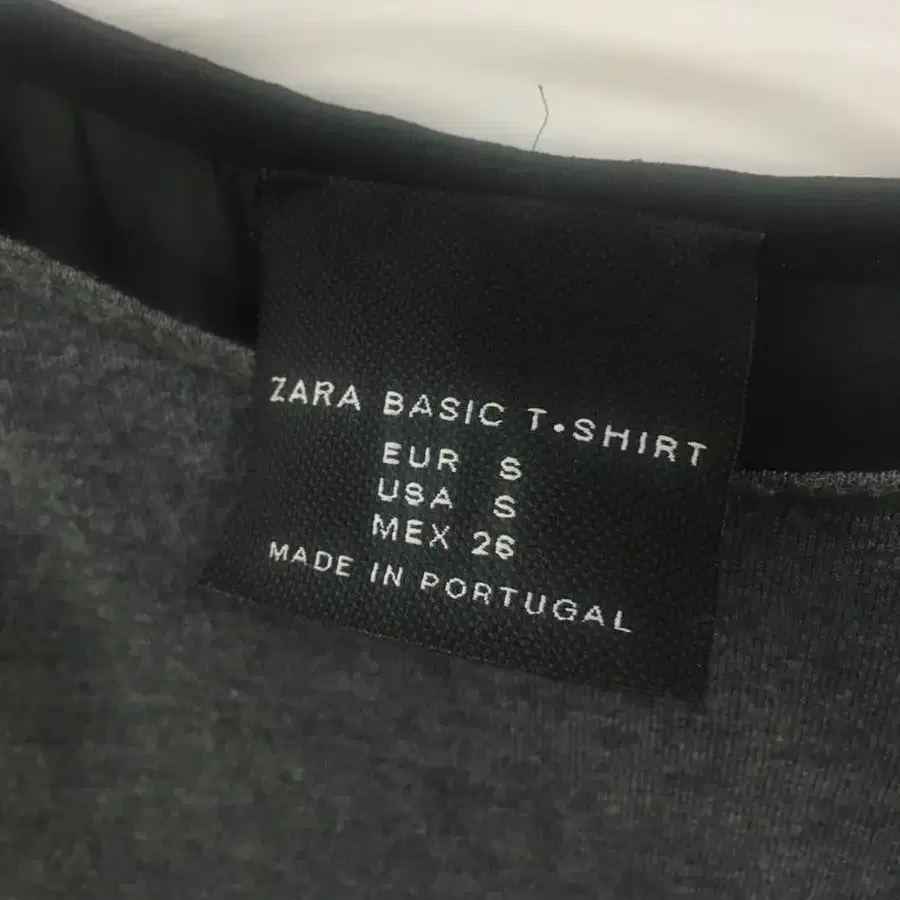 ZARA BASIC T.SHIRT
EUR S
USA S
MEX 26
MADE IN PORTUGAL